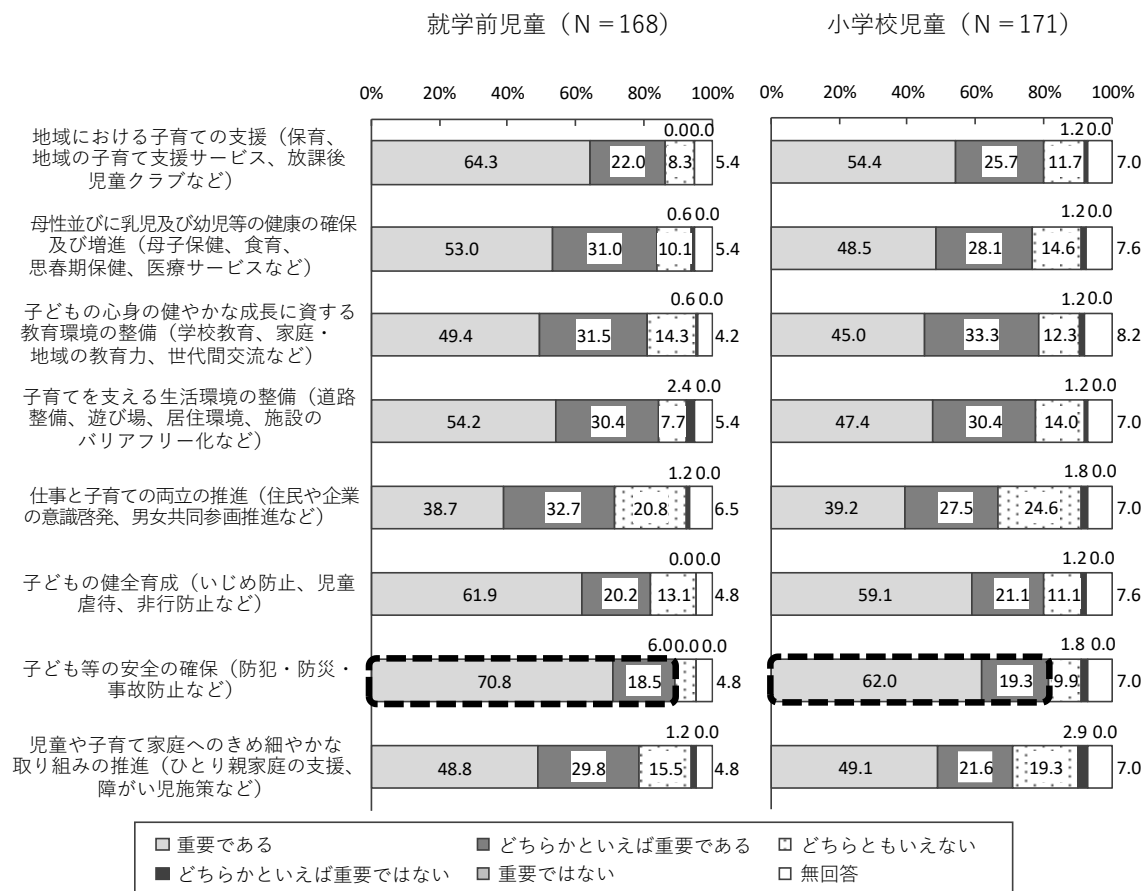 就学前児童（N＝168）　小学校児童（N＝171）
0% 20% 40% 60% 80% 100% 0% 20% 40% 60% 80% 100%
地域における子育ての支援（保育、
地域の子育て支援サービス、放課後
児童クラブなど）
64.3 22.0 8.3 0.0 0.0 5.4 54.4 25.7 11.7 1.2 0.0 7.0
母性並びに乳児及び幼児等の健康の確保
及び増進（母子保健、食育、
思春期保健、医療サービスなど）
53.0 31.0 10.1 0.6 0.0 5.4 48.5 28.1 14.6 1.2 0.0 7.6
子どもの心身の健やかな成長に資する
教育環境の整備（学校教育、家庭・
地域の教育力、世代間交流など）
49.4 31.5 14.3 0.6 0.0 4.2 45.0 33.3 12.3 1.2 0.0 8.2
子育てを支える生活環境の整備（道路
整備、遊び場、居住環境、施設の
バリアフリー化など）
54.2 30.4 7.7 2.4 0.0 5.4 47.4 30.4 14.0 1.2 0.0 7.0
仕事と子育ての両立の推進（住民や企業
の意識啓発、男女共同参画推進など）
38.7 32.7 20.8 1.2 0.0 6.5 39.2 27.5 24.6 1.8 0.0 7.0
子どもの健全育成（いじめ防止、児童
虐待、非行防止など）
61.9 20.2 13.1 0.0 0.0 4.8 59.1 21.1 11.1 1.2 0.0 7.6
子ども等の安全の確保（防犯・防災・
事故防止など）
70.8 18.5 6.0 0.0 0.0 4.8 62.0 19.3 9.9 1.8 0.0 7.0
児童や子育て家庭へのきめ細やかな
取り組みの推進（ひとり親家庭の支援、
障がい児施策など）
48.8 29.8 15.5 1.2 0.0 4.8 49.1 21.6 19.3 2.9 0.0 7.0
重要である どちらかといえば重要である どちらともいえない
どちらかといえば重要ではない 重要ではない 無回答